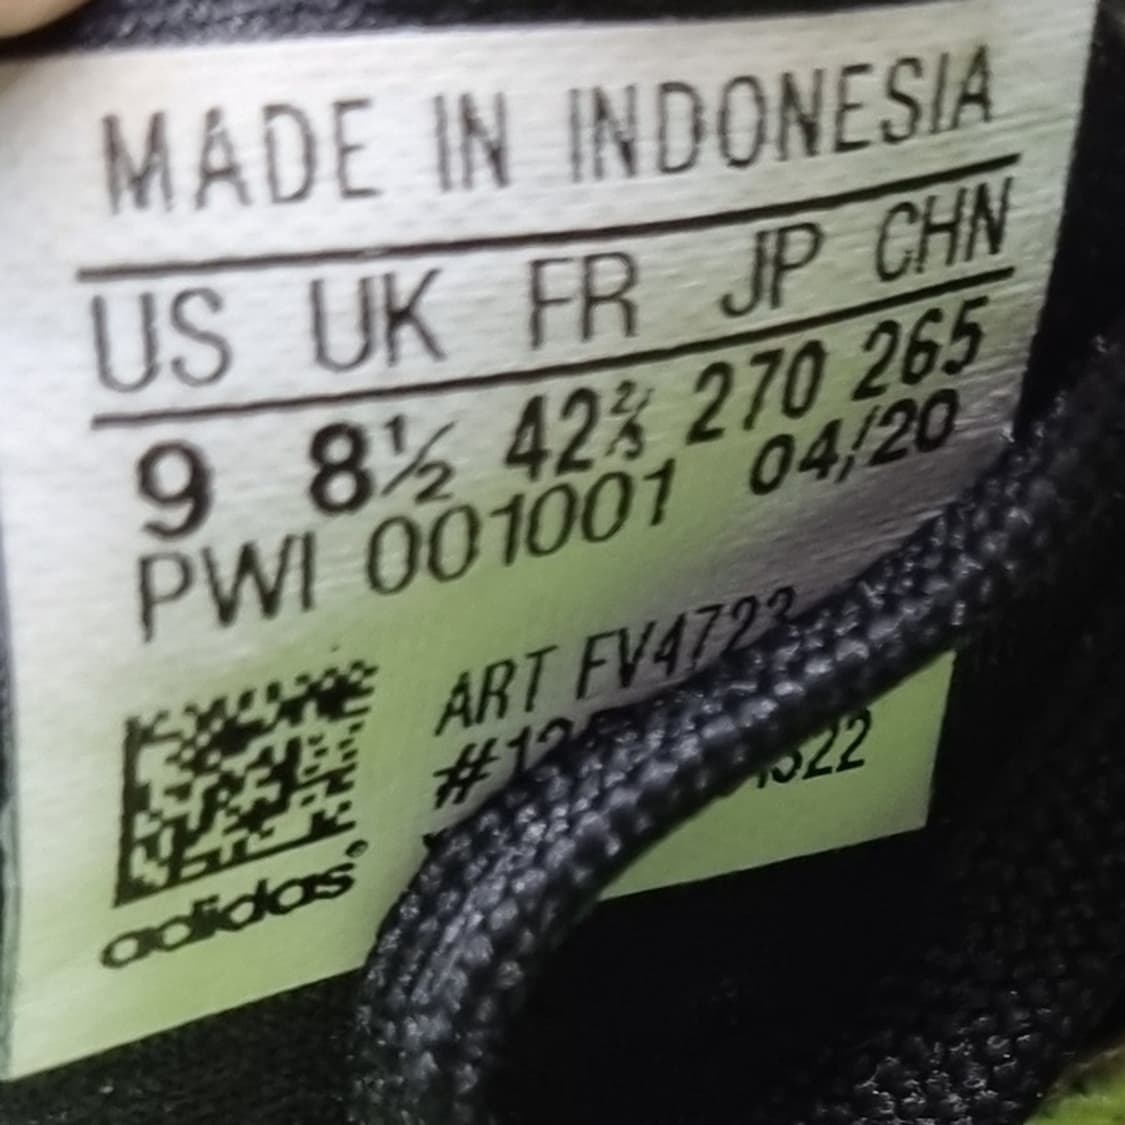 MADE IN INDONESIA
US UK FR JP CHN
9 8½ 42⅔ 270 265
PWI 001001 04/20
ART FV4723
adidas